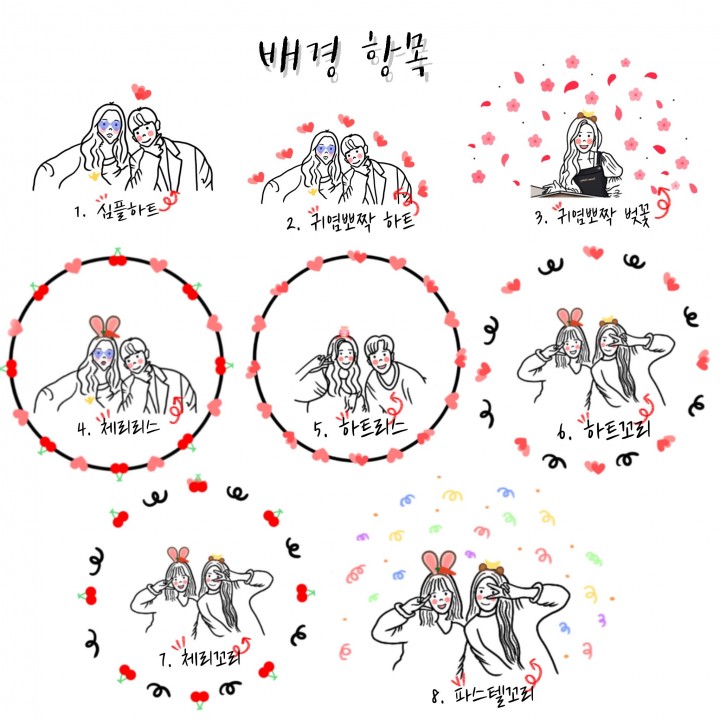 배경 항목
1. 심플하트
2. 귀염뽀짝 하트
3. 귀염뽀짝 벚꽃
4. 체리리스
5. 하트리스
6. 하트꼬리
7. 체리꼬리
8. 파스텔꼬리